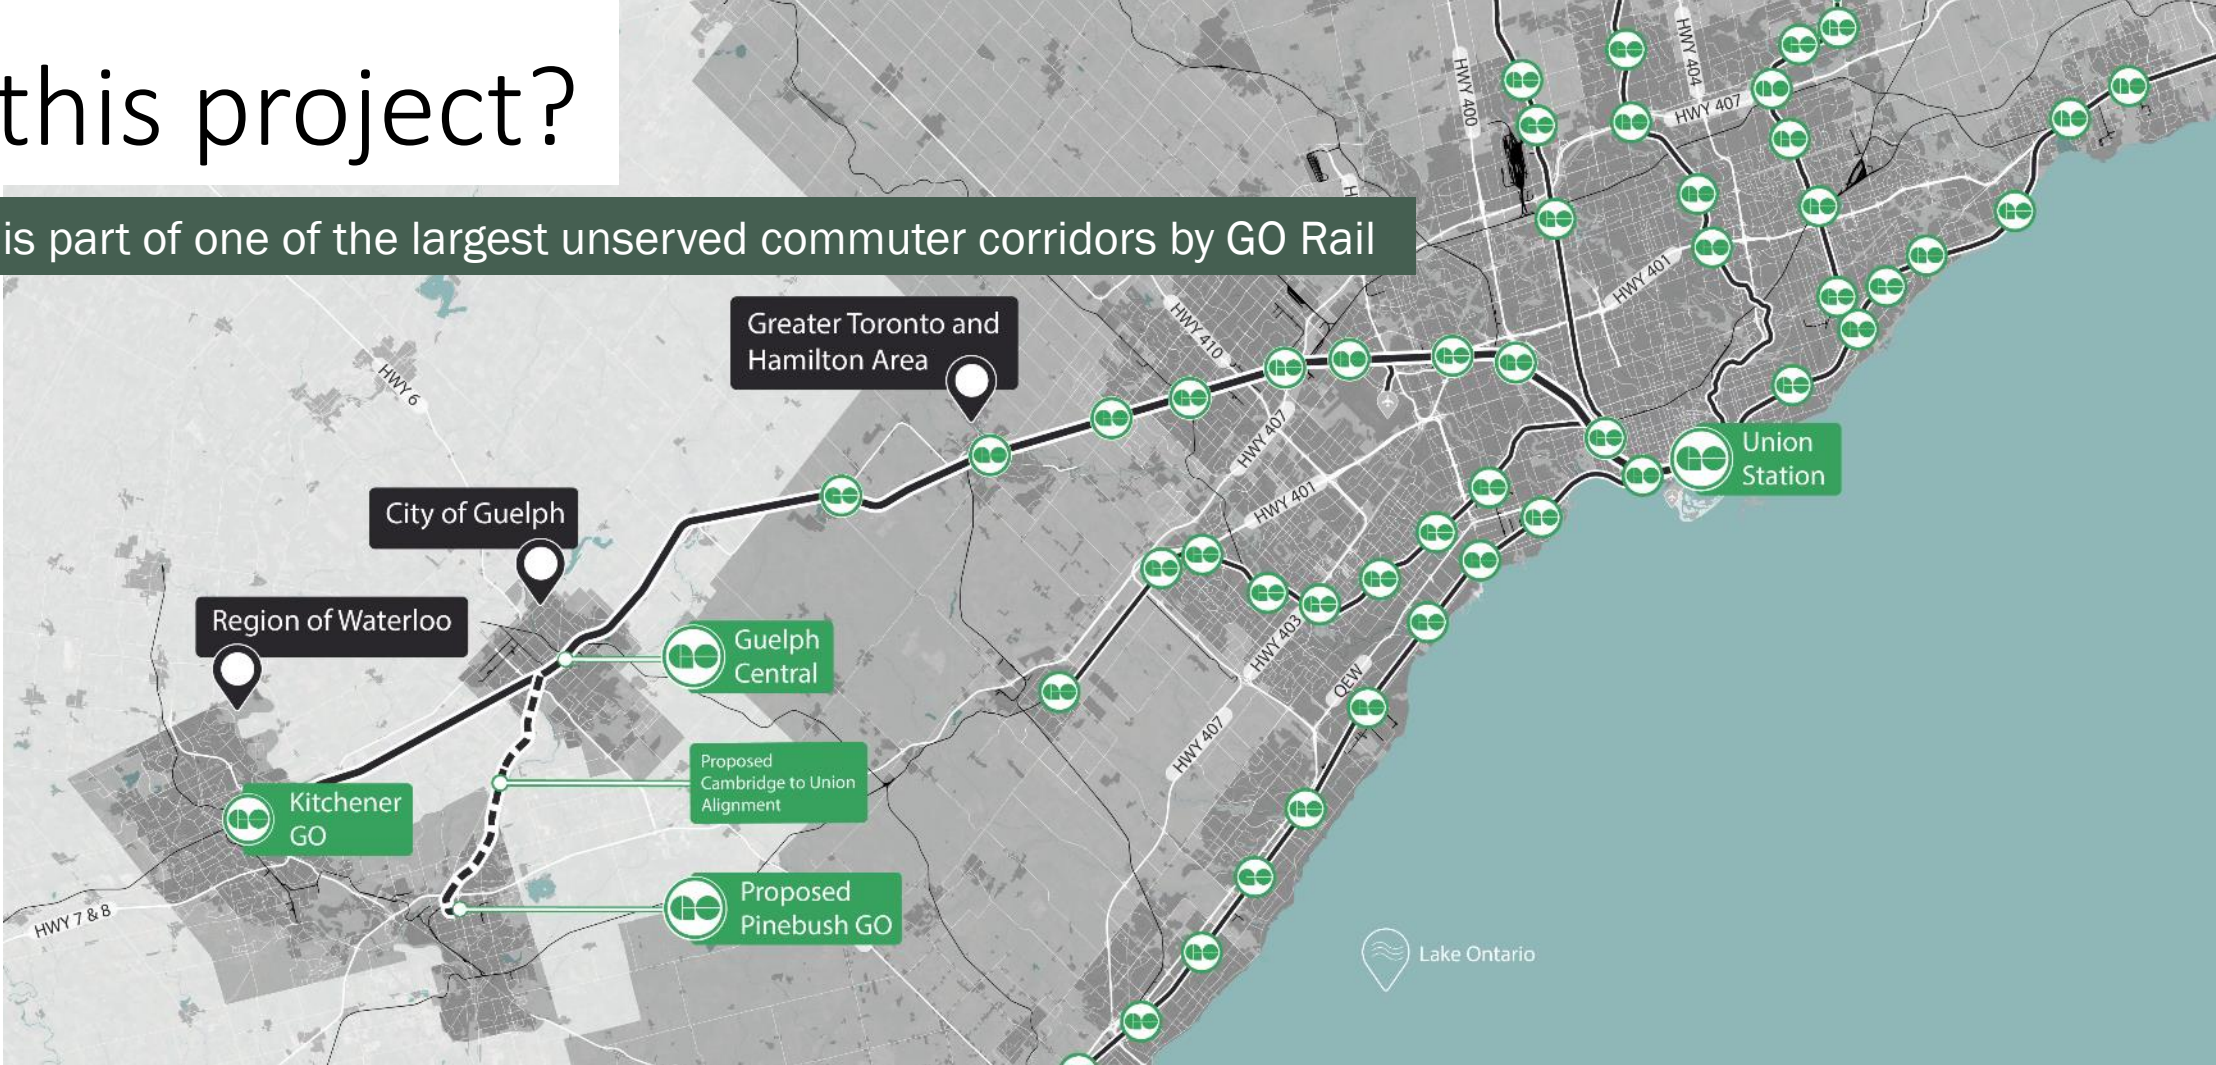 this project?
is part of one of the largest unserved commuter corridors by GO Rail
HWY 400
HWY 404
HWY 407
HWY 401
HWY 410
HWY 6
Greater Toronto and
Hamilton Area
HWY 407
HWY 401
Union
Station
City of Guelph
Region of Waterloo
Guelph
Central
HWY 403
QEW
HWY 407
Proposed
Cambridge to Union
Alignment
Kitchener
GO
Proposed
Pinebush GO
HWY 7 & 8
Lake Ontario